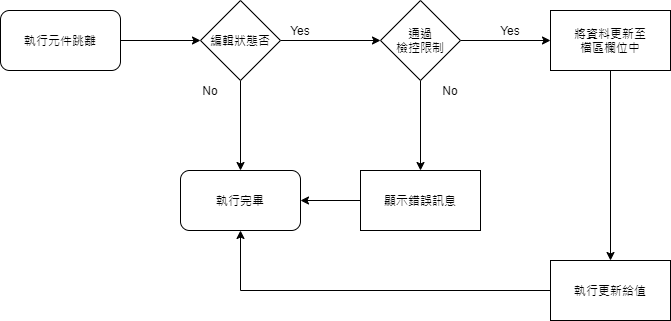 執行元件跳離
編輯狀態否
Yes
通過
檢控限制
Yes
將資料更新至
檔區欄位中
No
No
執行完畢
顯示錯誤訊息
執行更新給值